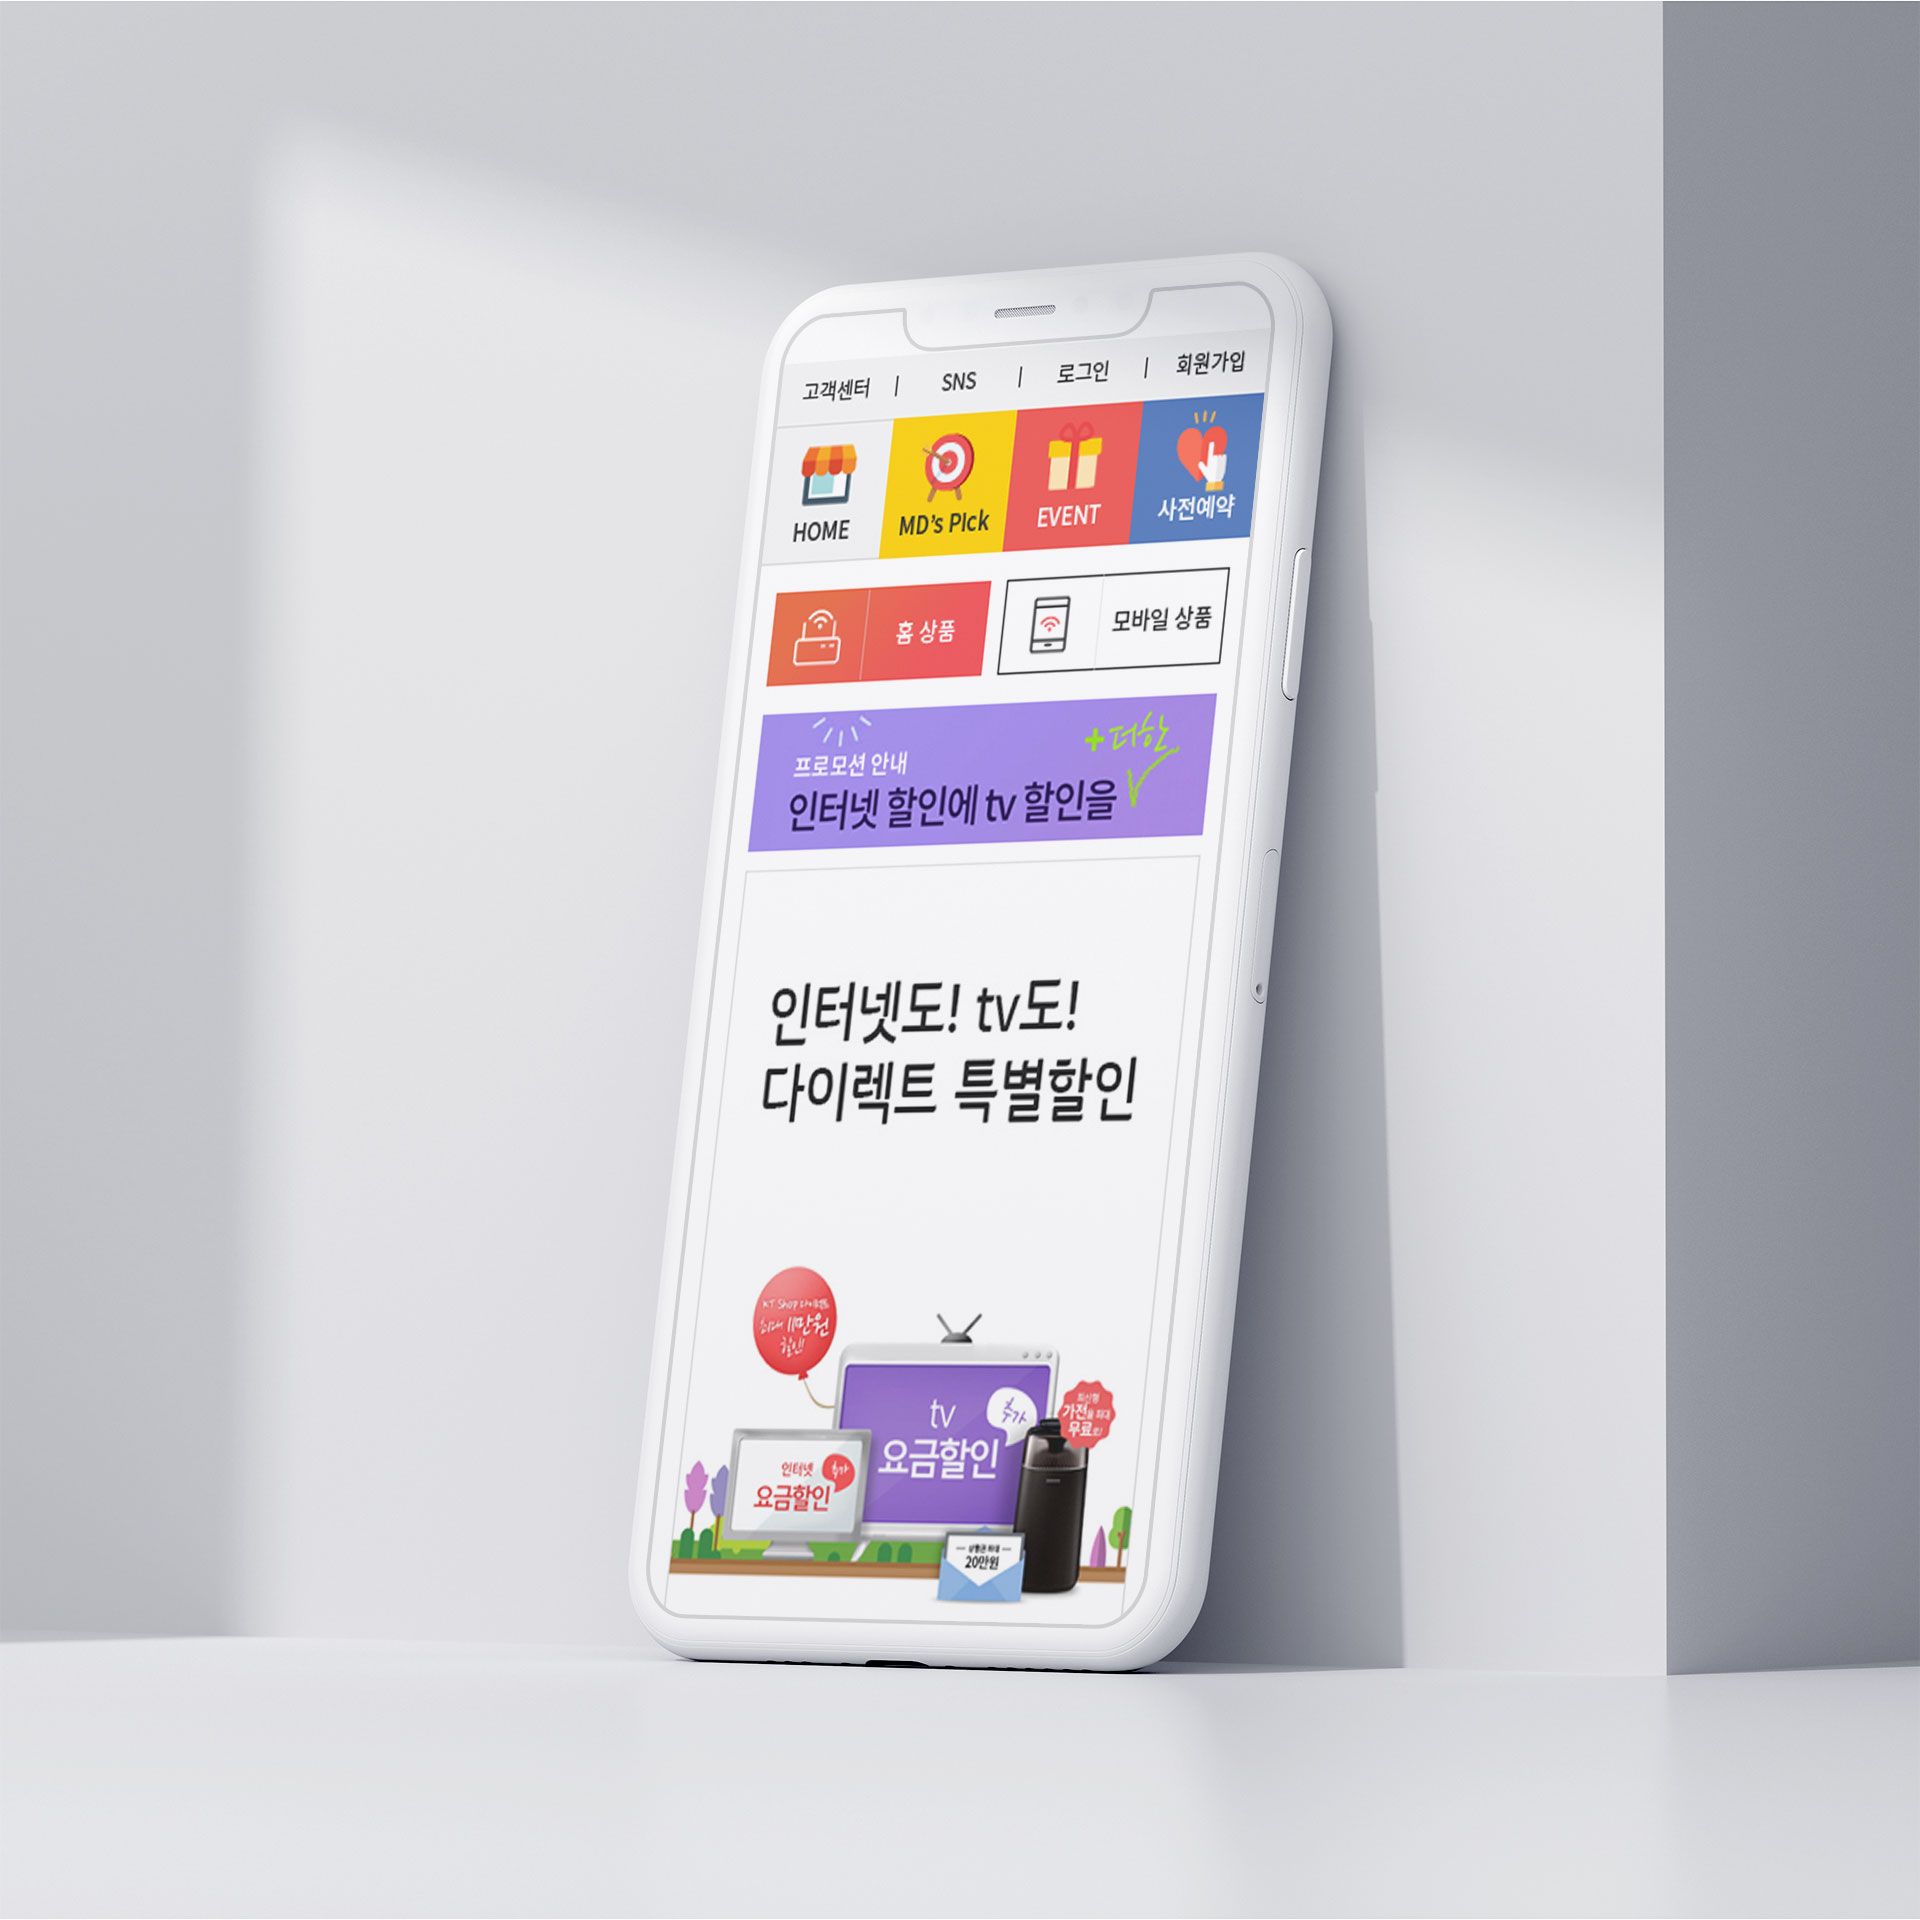 고객센터 | SNS | 로그인 | 회원가입
HOME
MD's PIck
EVENT
사전예약
홈 상품
모바일 상품
프로모션 안내
+더한
인터넷 할인에 tv 할인을
인터넷도! tv도!
다이렉트 특별할인
KT Shop 다이렉트
최대 11만원
할인!
tv
추가
요금할인
최신형
가전을 최대
무료로!
인터넷
추가
요금할인
상품권 최대
20만원